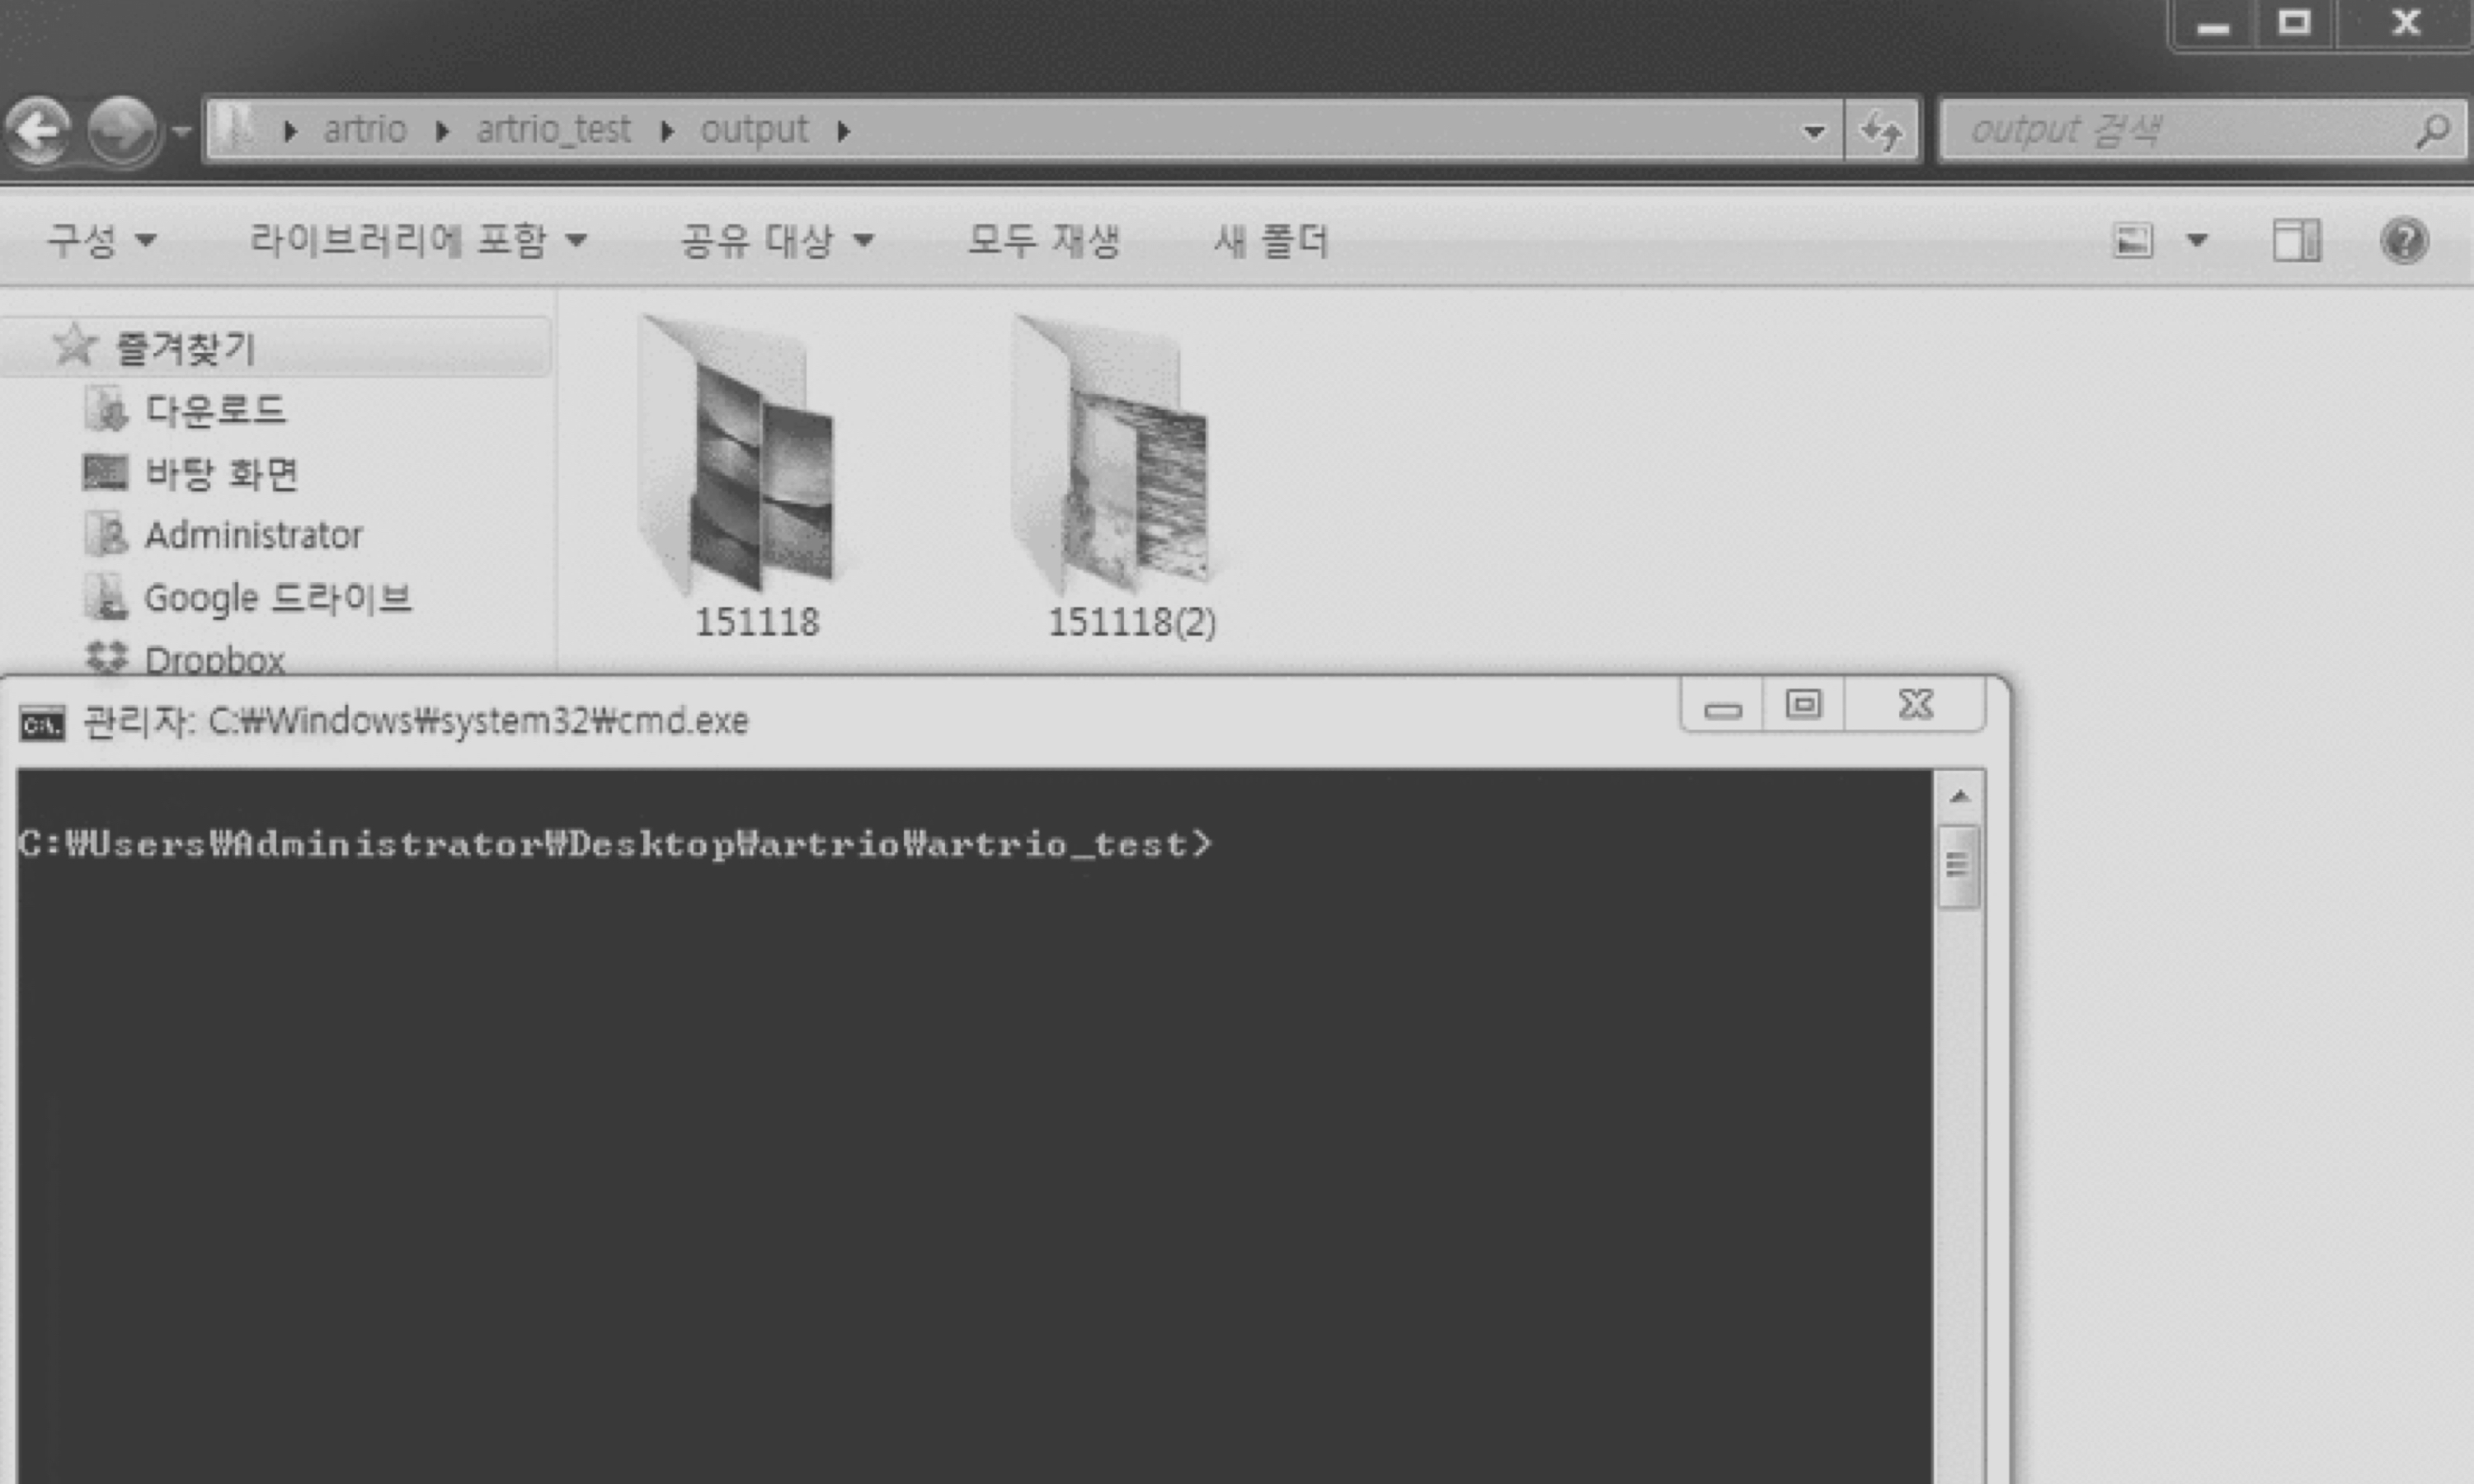 artrio artrio_test output
output 검색
구성 라이브러리에 포함 공유 대상 모두 재생 새 폴더
즐겨찾기
다운로드
바탕 화면
Administrator
Google 드라이브
Dropbox
151118 151118(2)
C:\. 관리자: C:₩Windows₩system32₩cmd.exe
C:₩Users₩Administrator₩Desktop₩artrio₩artrio_test>